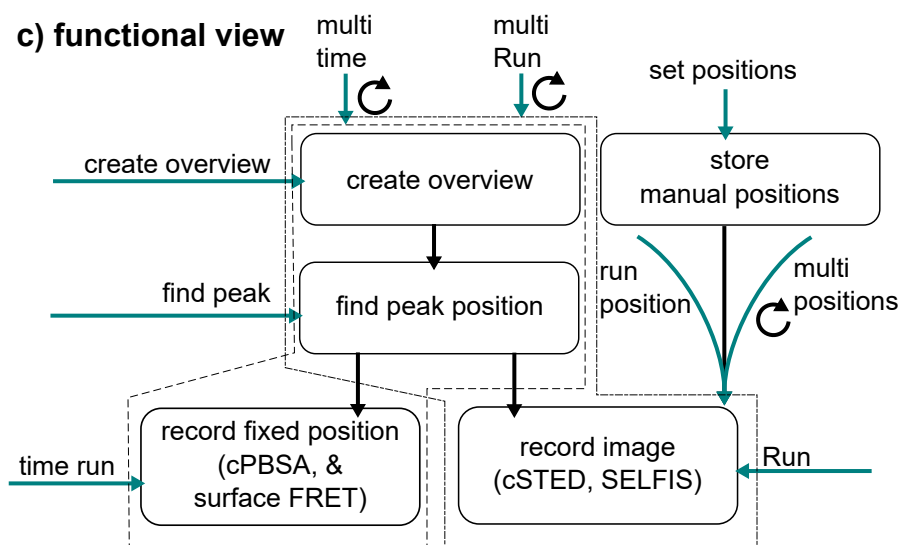 c) functional view
multi
time
multi
Run
set positions
create overview
create overview
store
manual positions
find peak
find peak position
run
position
multi
positions
time run
record fixed position
(cPBSA, &
surface FRET)
record image
(cSTED, SELFIS)
Run